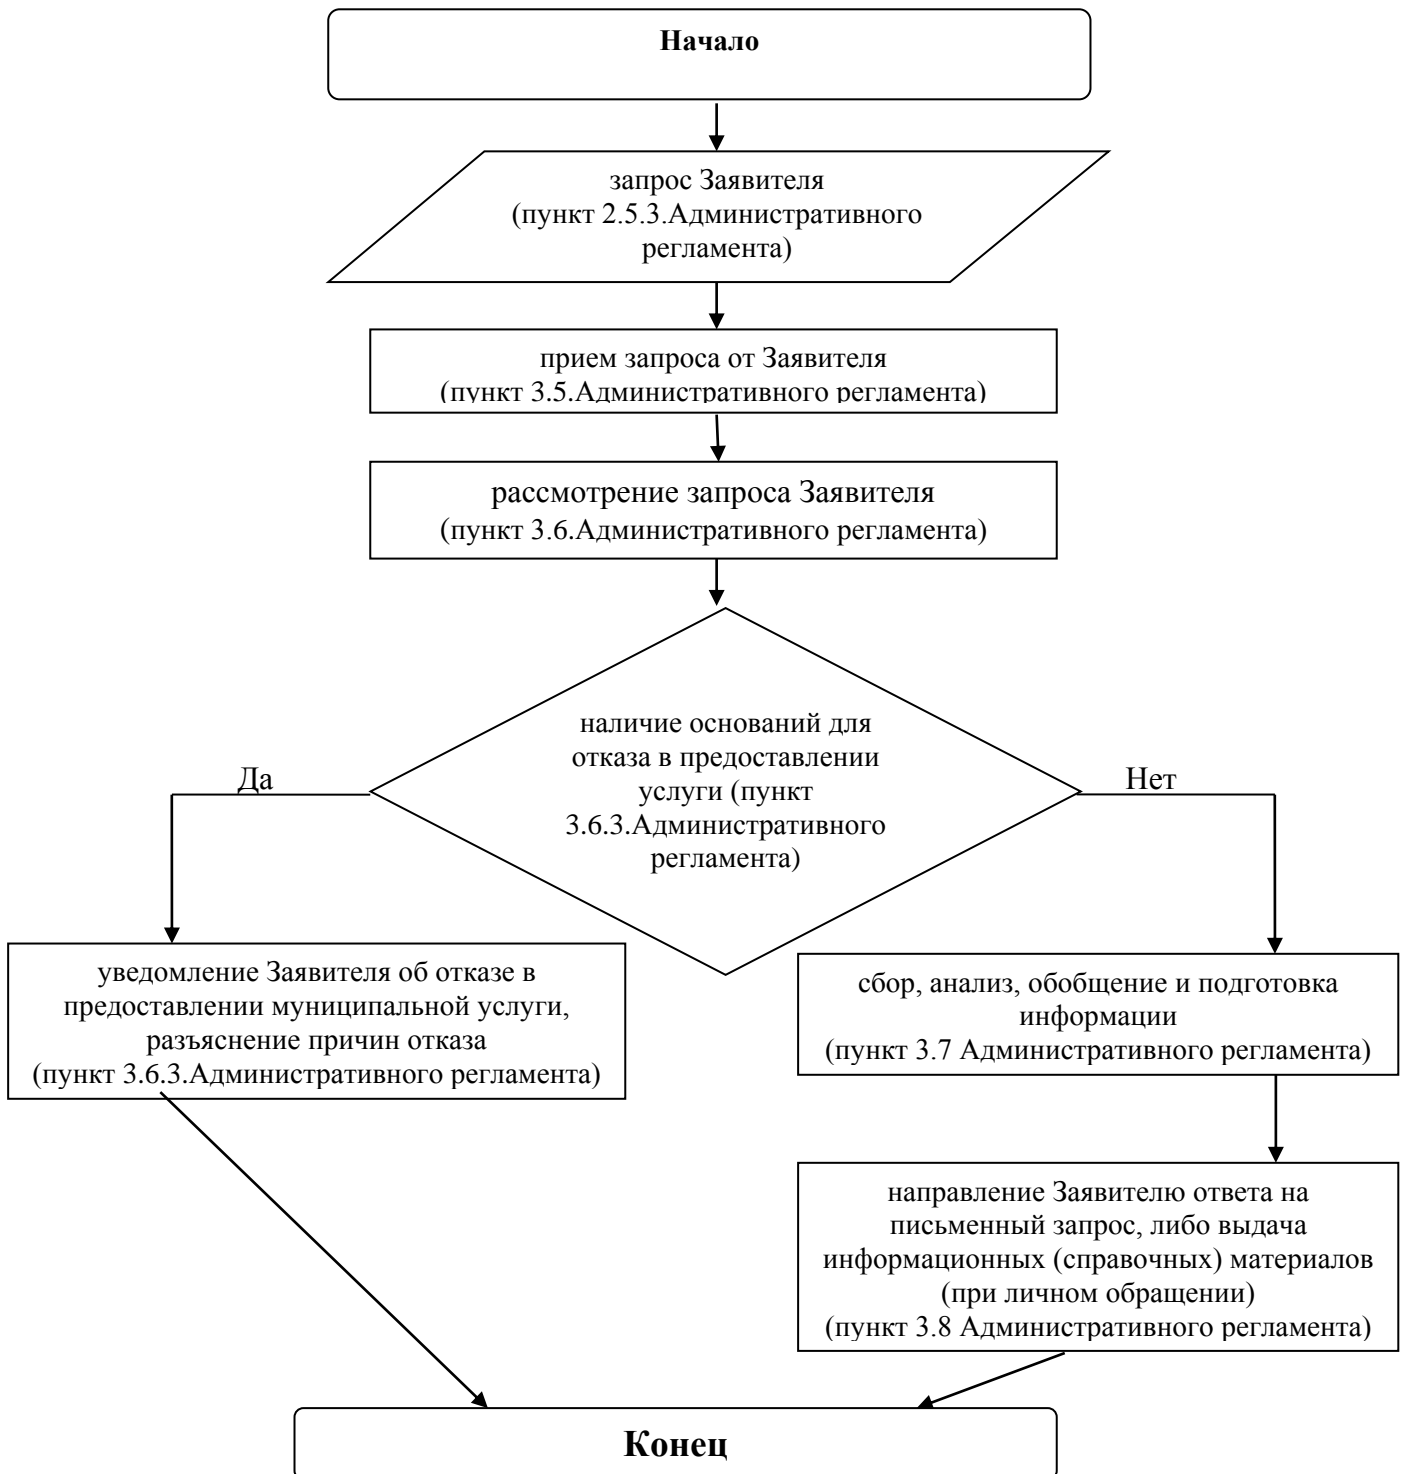 Начало
запрос Заявителя
(пункт 2.5.3.Административного
регламента)
прием запроса от Заявителя
(пункт 3.5.Административного регламента)
рассмотрение запроса Заявителя
(пункт 3.6.Административного регламента)
наличие оснований для
отказа в предоставлении
услуги (пункт
3.6.3.Административного
регламента)
Да
Нет
уведомление Заявителя об отказе в
предоставлении муниципальной услуги,
разъяснение причин отказа
(пункт 3.6.3.Административного регламента)
сбор, анализ, обобщение и подготовка
информации
(пункт 3.7 Административного регламента)
направление Заявителю ответа на
письменный запрос, либо выдача
информационных (справочных) материалов
(при личном обращении)
(пункт 3.8 Административного регламента)
Конец